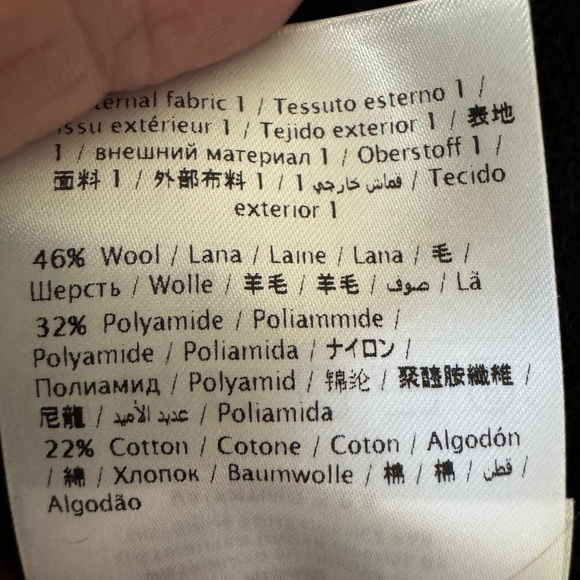 fabric 1 / Tessuto esterno 1 /
extérieur 1 / Tejido exterior 1 / 表地
1 / внешний материал 1 / Oberstoff 1 /
面料 1 / 外部布料 1 / قماش خارجي 1 / Tecido
exterior 1
46% Wool / Lana / Laine / Lana / 毛 /
Шерсть / Wolle / 羊毛 / 羊毛 / صوف / Lã
32% Polyamide / Poliammide /
Polyamide / Poliamida / ナイロン /
Полиамид / Polyamid / 锦纶 / 聚醯胺纖維 /
尼龍 / عديد الأميد / Poliamida
22% Cotton / Cotone / Coton / Algodón
/ 綿 / Хлопок / Baumwolle / 棉 / 棉 / قطن /
Algodão